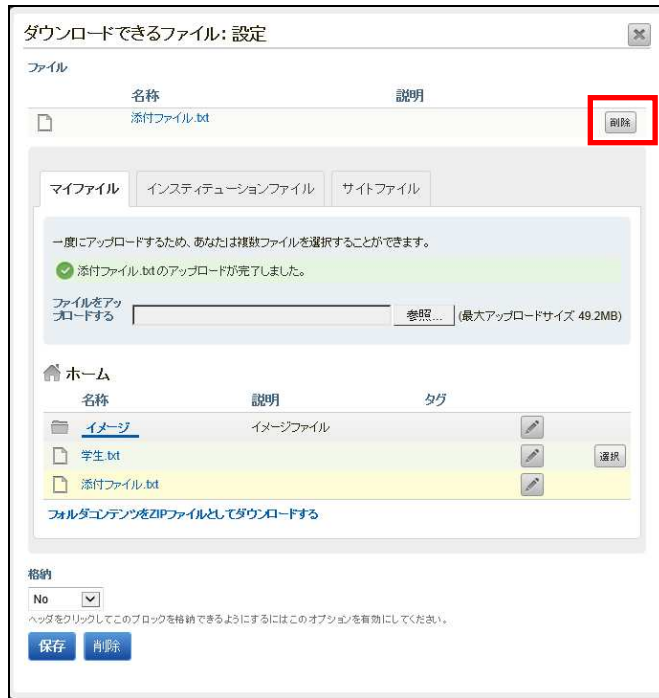 ダウンロードできるファイル: 設定
ファイル
名称 説明
添付ファイル.txt 削除
マイファイル インスティテューションファイル サイトファイル
一度にアップロードするため、あなたは複数ファイルを選択することができます。
添付ファイル.txtのアップロードが完了しました。
ファイルをアッ
プロードする 参照... (最大アップロードサイズ 49.2MB)
ホーム
名称 説明 タグ
イメージ イメージファイル
学生.txt 選択
添付ファイル.txt
フォルダコンテンツをZIPファイルとしてダウンロードする
格納
No
ヘッダをクリックしてこのブロックを格納できるようにするにはこのオプションを有効にしてください。
保存 削除